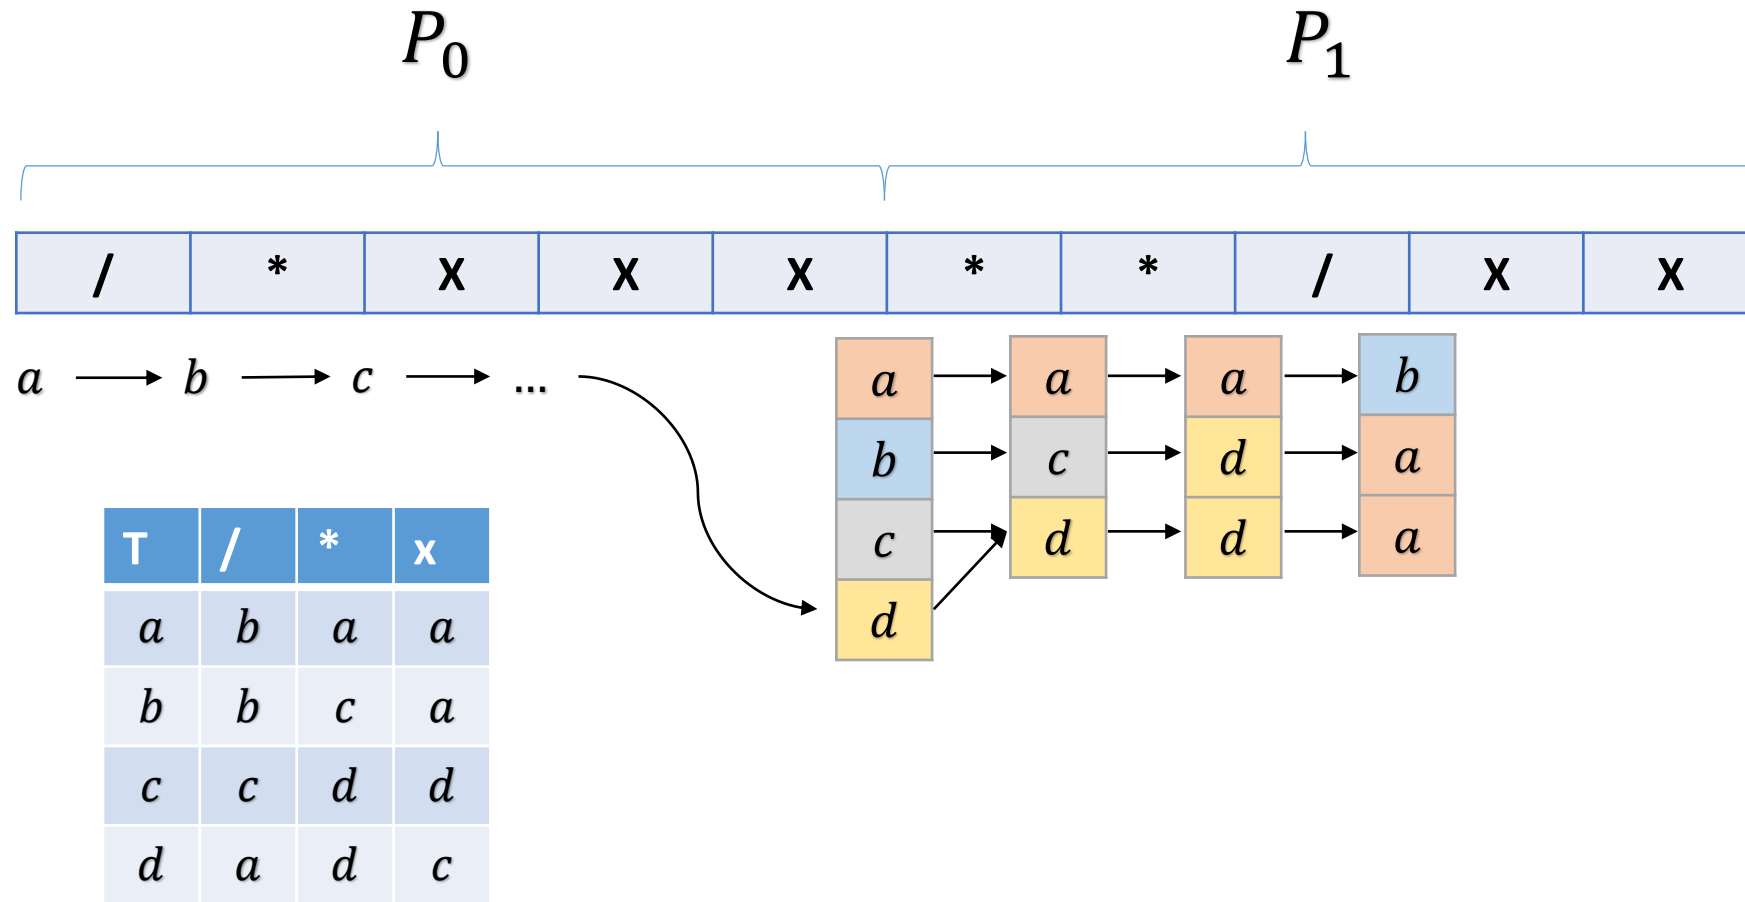 P0 P1
/ * X X X * * / X X
a b c ... a a a b
b c d a
c d d a
d
T / * x
a b a a
b b c a
c c d d
d a d c